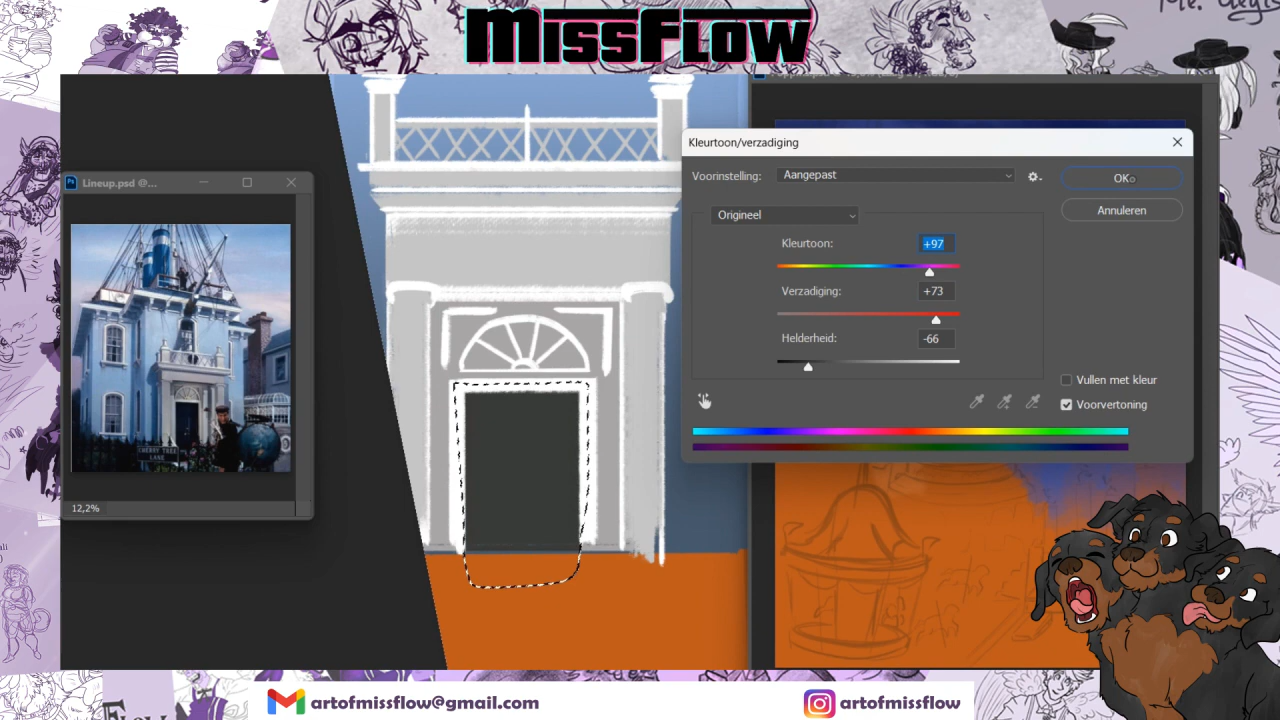 MISSFLOW
Lineup.psd @...
CHERRY TREE
LANE
12,2%
Kleurtoon/verzadiging
Voorinstelling:
Aangepast
OK
Annuleren
Origineel
Kleurtoon:
+97
Verzadiging:
+73
Helderheid:
-66
Vullen met kleur
Voorvertoning
artofmissflow@gmail.com
artofmissflow